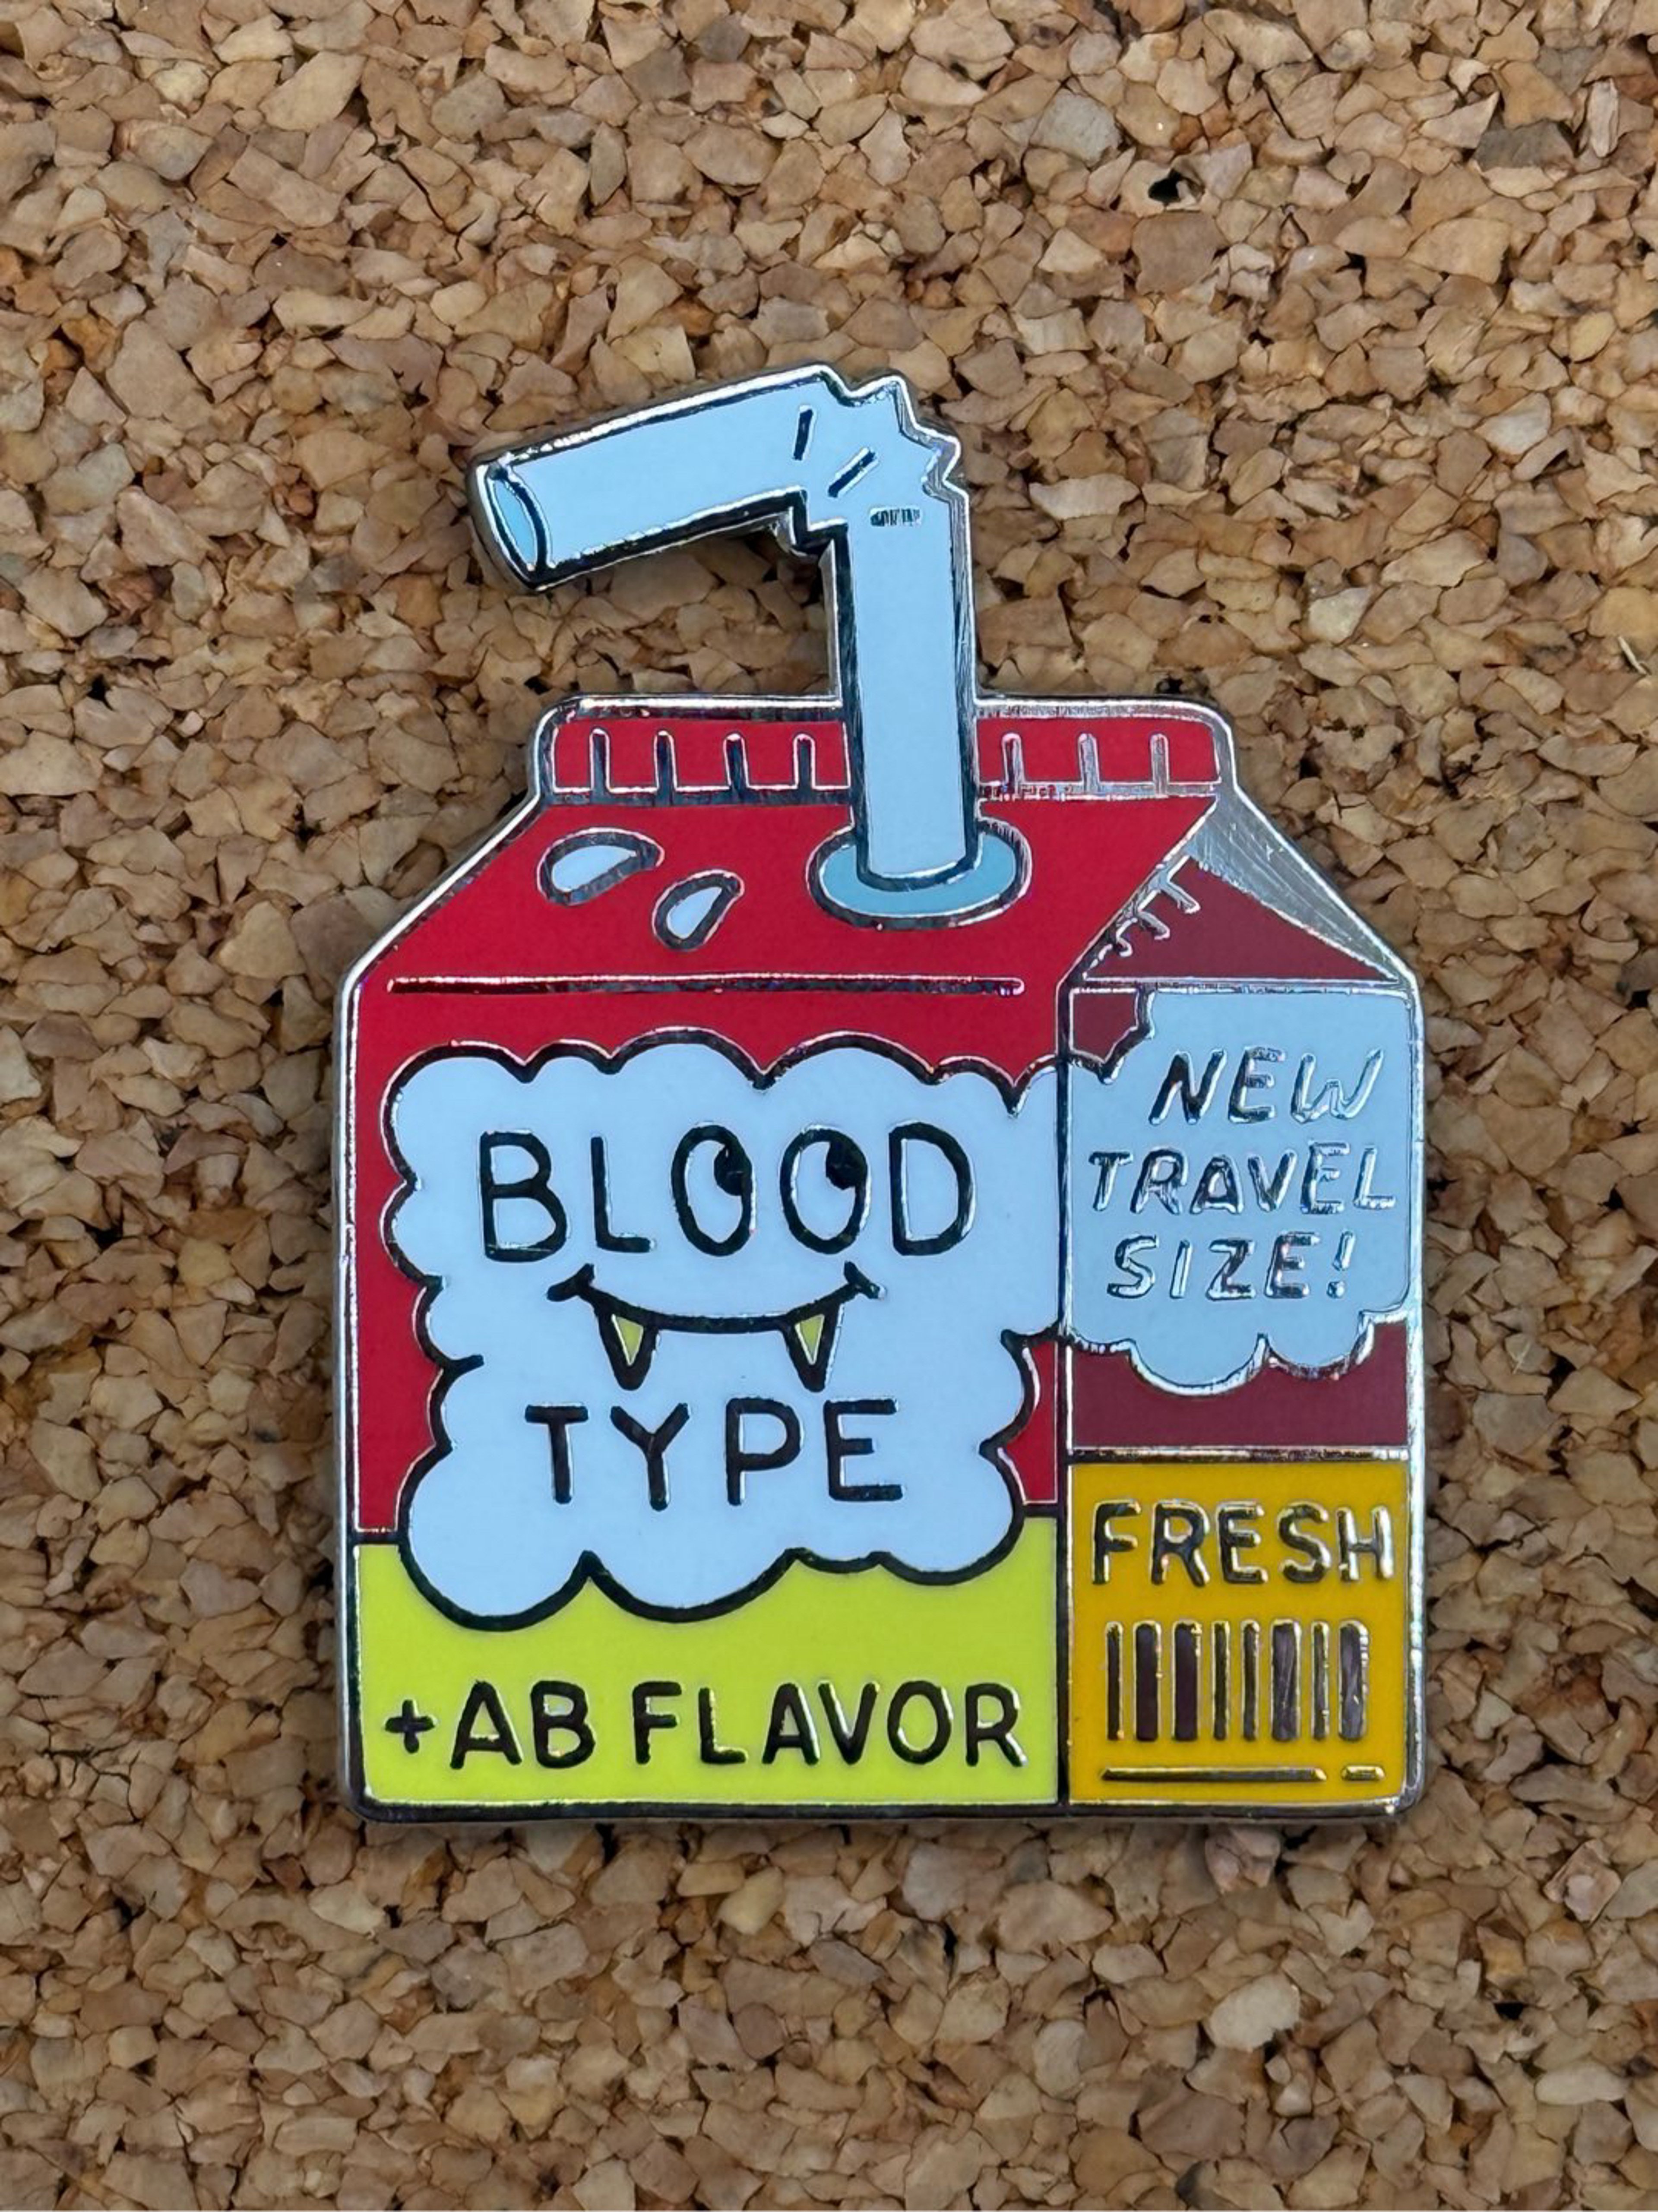 BLOOD
TYPE
+AB FLAVOR
NEW
TRAVEL
SIZE!
FRESH